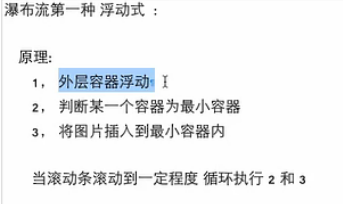 瀑布流第一种 浮动式 :
原理:
1, 外层容器浮动
2, 判断某一个容器为最小容器
3, 将图片插入到最小容器内
当滚动条滚动到一定程度 循环执行 2 和 3